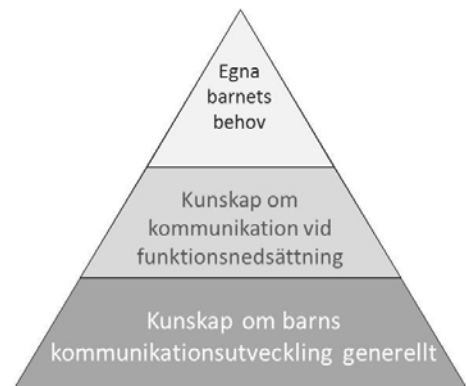 Egna
barnets
behov
Kunskap om
kommunikation vid
funktionsnedsättning
Kunskap om barns
kommunikationsutveckling generellt